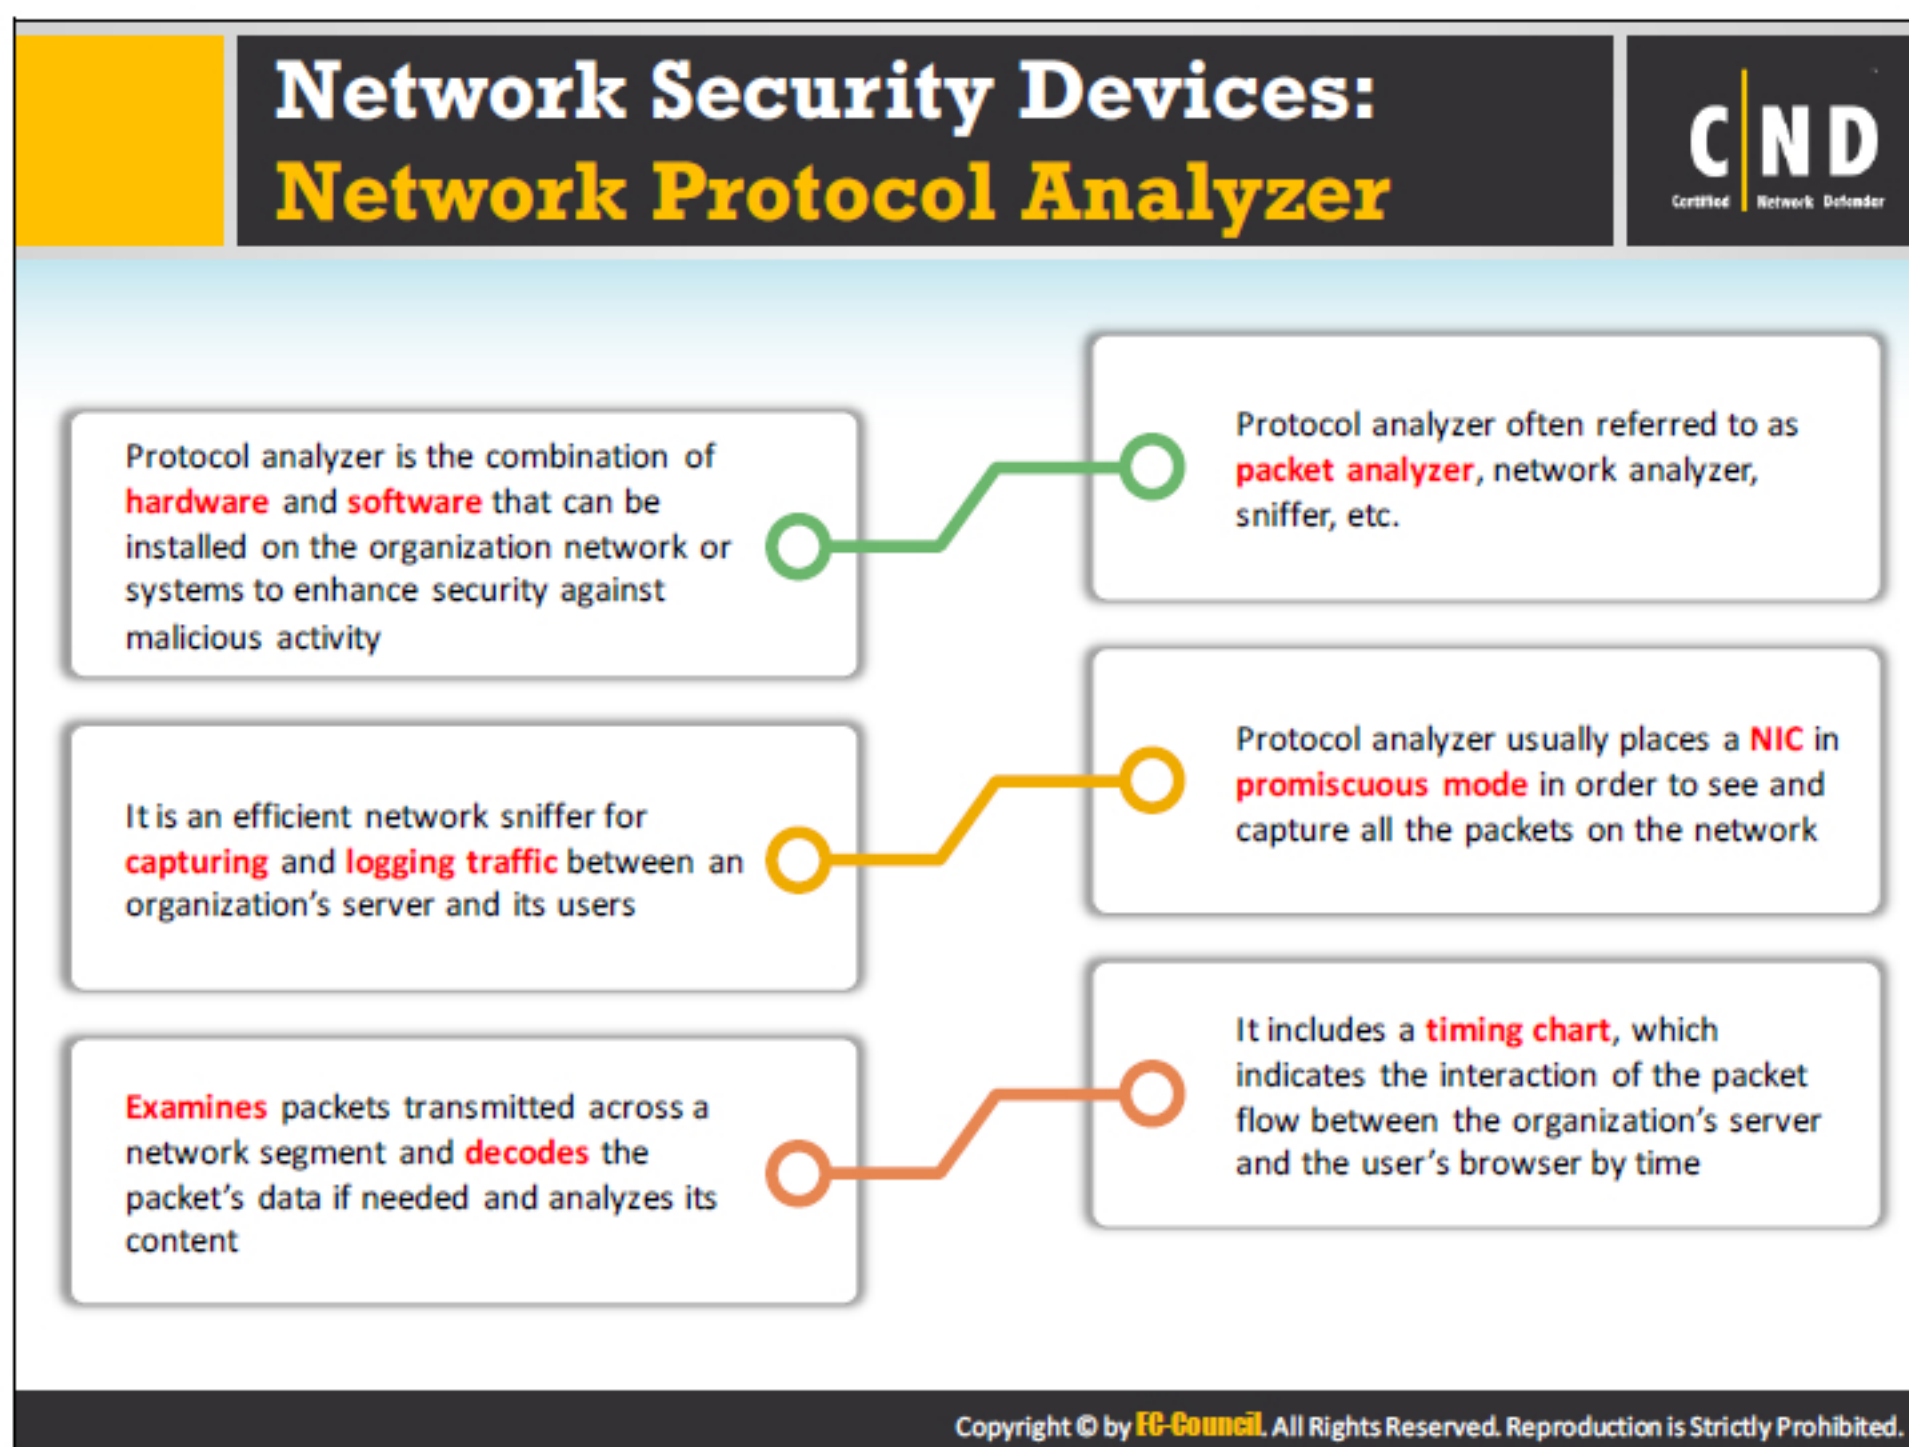 Network Security Devices:
Network Protocol Analyzer
C|ND
Certified Network Defender
Protocol analyzer is the combination of
hardware and software that can be
installed on the organization network or
systems to enhance security against
malicious activity
Protocol analyzer often referred to as
packet analyzer, network analyzer,
sniffer, etc.
It is an efficient network sniffer for
capturing and logging traffic between an
organization's server and its users
Protocol analyzer usually places a NIC in
promiscuous mode in order to see and
capture all the packets on the network
Examines packets transmitted across a
network segment and decodes the
packet's data if needed and analyzes its
content
It includes a timing chart, which
indicates the interaction of the packet
flow between the organization's server
and the user's browser by time
Copyright © by EC-Council. All Rights Reserved. Reproduction is Strictly Prohibited.